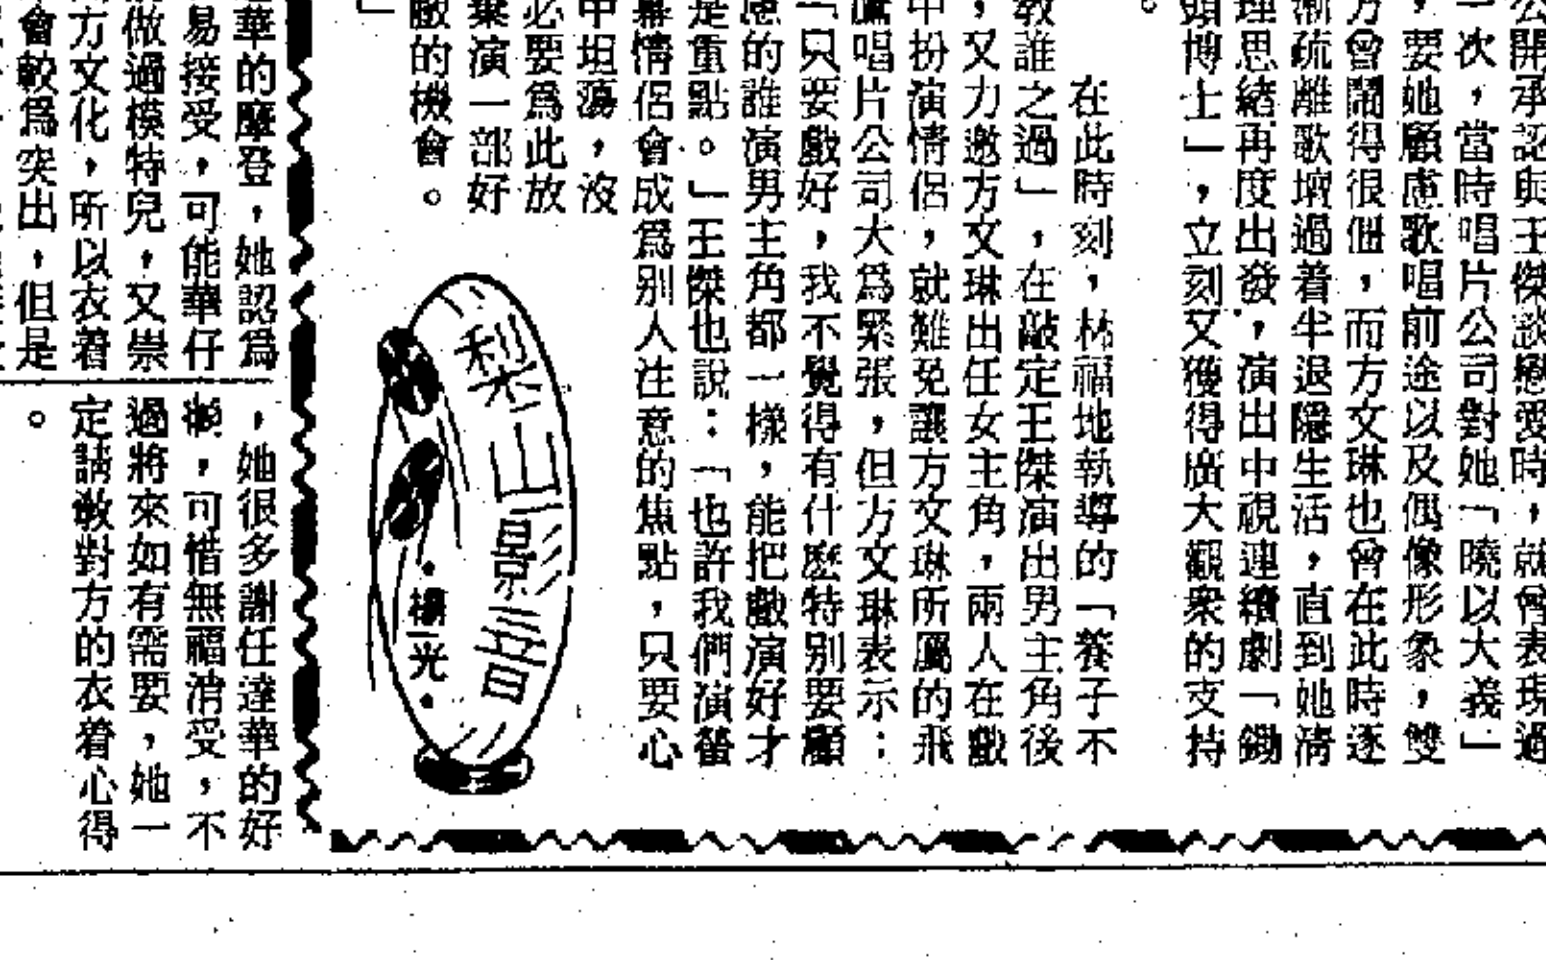 公開承認與王傑談戀愛時，就曾表現過
一次，當時唱片公司對她「曉以大義」
，要她顧慮歌唱前途以及偶像形象，雙
方曾鬧得很僵，而方文琳也曾在此時逐
漸疏離歌壇過着半退隱生活，直到她清
理思緒再度出發，演出中視連續劇「鋤
頭博士」，立刻又獲得廣大觀衆的支持
。
在此時刻，林福地執導的「養子不
教誰之過」，在敲定王傑演出男主角後
，又力邀方文琳出任女主角，兩人在戲
中扮演情侶，就難免讓方文琳所屬的飛
鷹唱片公司大爲緊張，但方文琳表示：
「只要戲好，我不覺得有什麼特別要顧
慮的誰演男主角都一樣，能把戲演好才
是重點。」王傑也說：「也許我們演螢
幕情侶會成爲別人注意的焦點，只要心
中坦蕩，沒
必要爲此放
棄演一部好
戲的機會。
」
梨山影音
·楊光·
華的摩登，她認爲
易接受，可能華仔
做過模特兒，又崇
方文化，所以衣着
會較爲突出，但是
，她很多謝任達華的好
，可惜無福消受，不
過將來如有需要，她一
定請敎對方的衣着心得
。